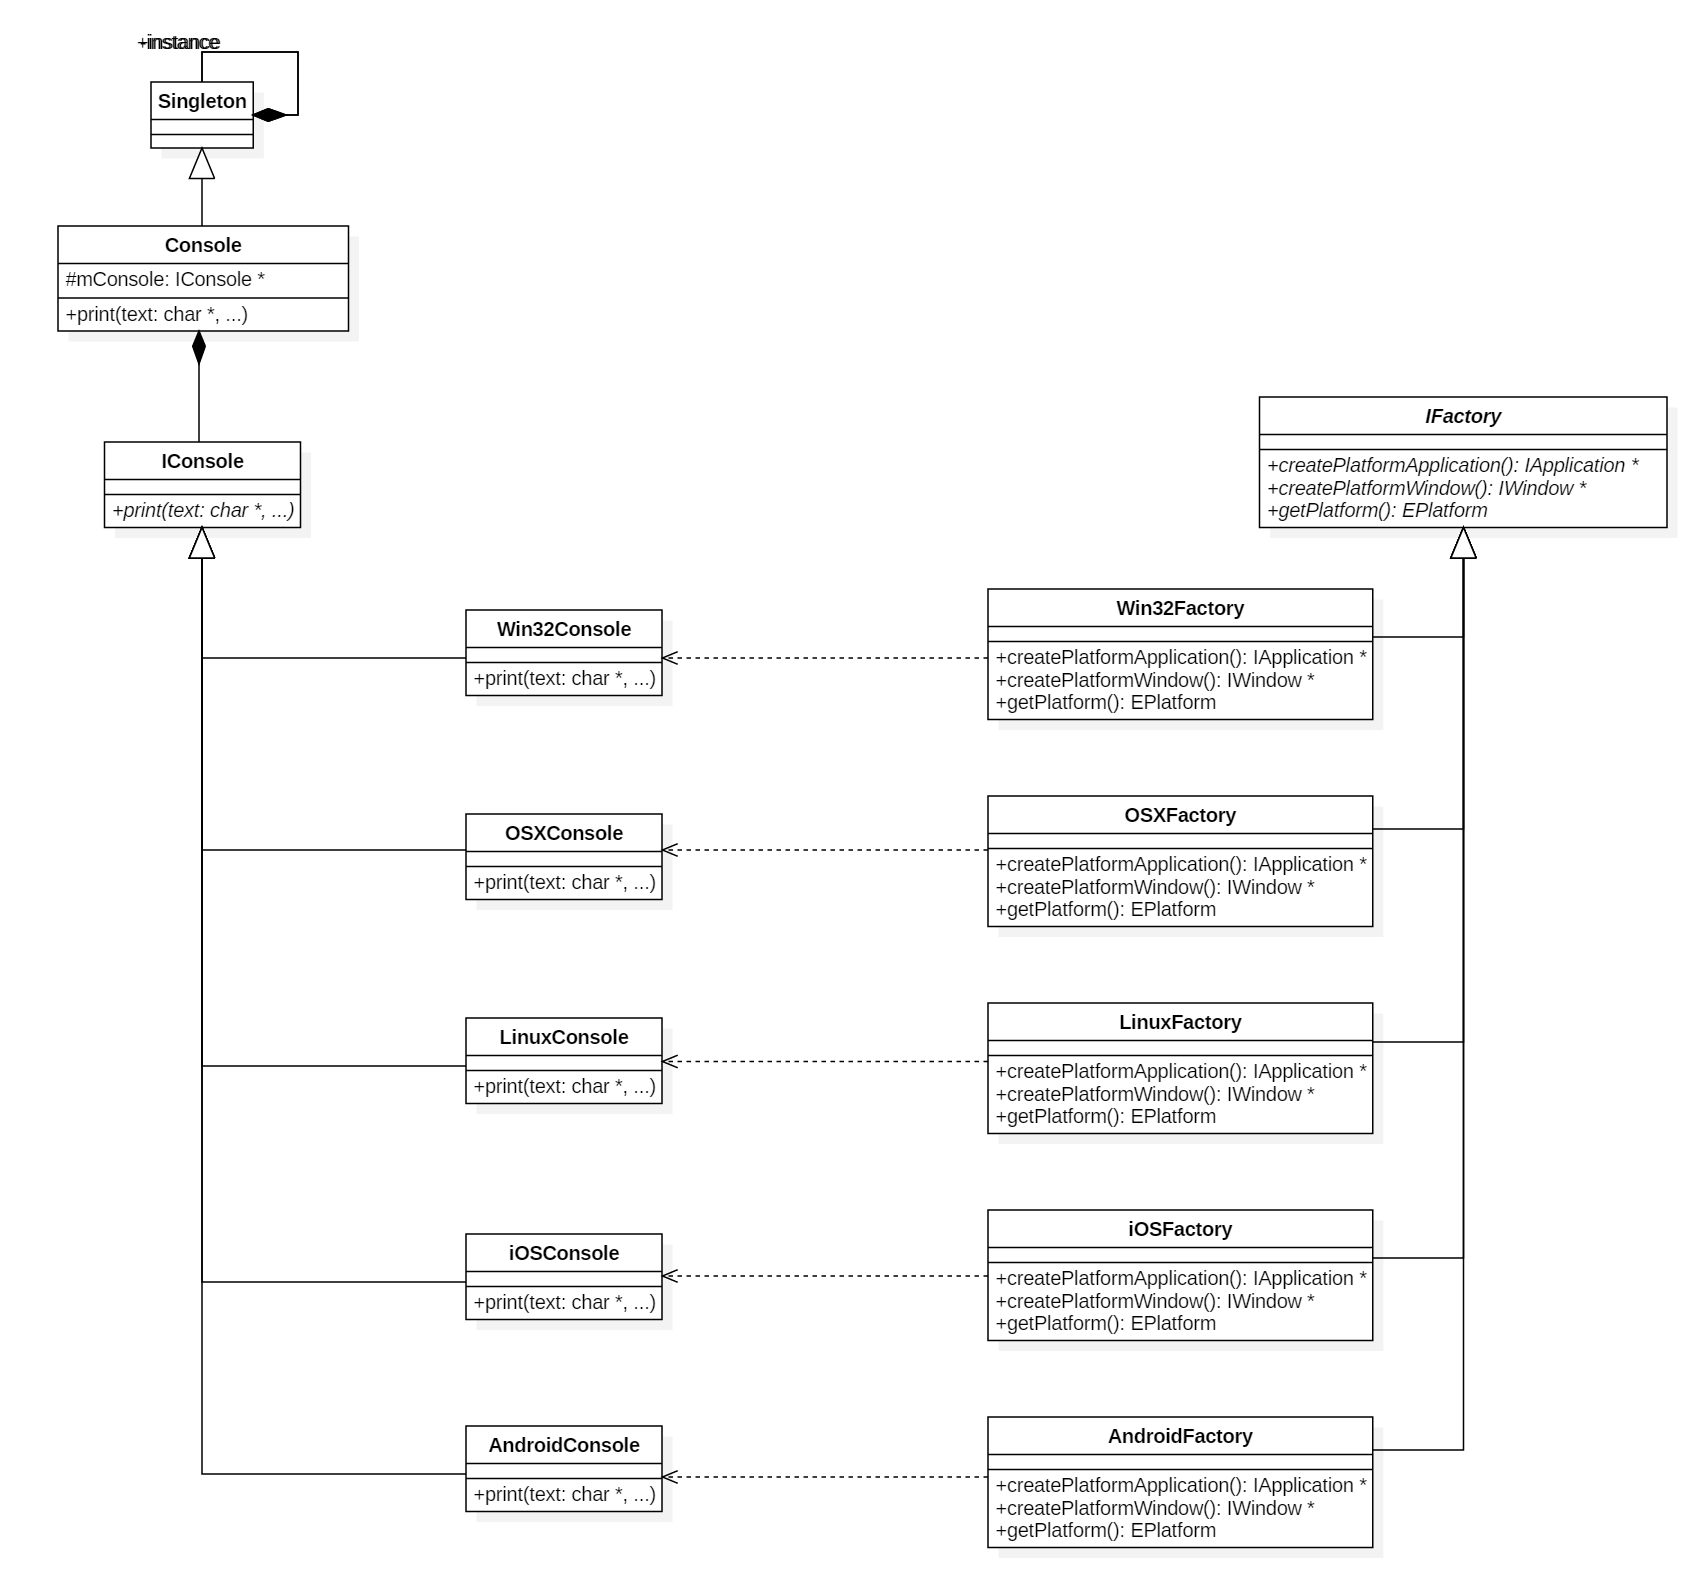 +instance
Singleton
Console
#mConsole: IConsole *
+print(text: char *, ...)
IConsole
+print(text: char *, ...)
IFactory
+createPlatformApplication(): IApplication *
+createPlatformWindow(): IWindow *
+getPlatform(): EPlatform
Win32Console
+print(text: char *, ...)
Win32Factory
+createPlatformApplication(): IApplication *
+createPlatformWindow(): IWindow *
+getPlatform(): EPlatform
OSXConsole
+print(text: char *, ...)
OSXFactory
+createPlatformApplication(): IApplication *
+createPlatformWindow(): IWindow *
+getPlatform(): EPlatform
LinuxConsole
+print(text: char *, ...)
LinuxFactory
+createPlatformApplication(): IApplication *
+createPlatformWindow(): IWindow *
+getPlatform(): EPlatform
iOSConsole
+print(text: char *, ...)
iOSFactory
+createPlatformApplication(): IApplication *
+createPlatformWindow(): IWindow *
+getPlatform(): EPlatform
AndroidConsole
+print(text: char *, ...)
AndroidFactory
+createPlatformApplication(): IApplication *
+createPlatformWindow(): IWindow *
+getPlatform(): EPlatform